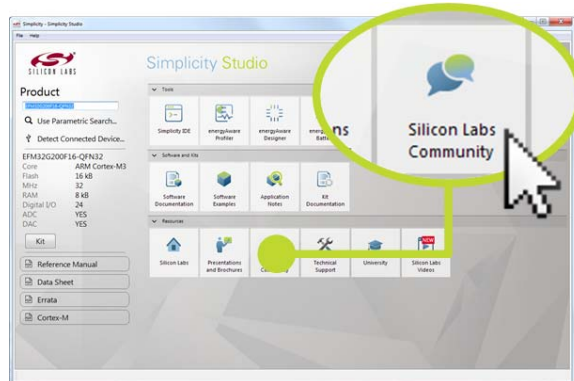 Simplicity - Simplicity Studio
File Help
SILICON LABS
Simplicity Studio
Product
EFM32G200F16-QFN32
Use Parametric Search...
Detect Connected Device...
EFM32G200F16-QFN32
Core ARM Cortex-M3
Flash 16 kB
MHz 32
RAM 8 kB
Digital I/O 24
ADC YES
DAC YES
Kit
Reference Manual
Data Sheet
Errata
Cortex-M
Tools
Simplicity IDE
energyAware Profiler
energyAware Designer
Software and Kits
Software Documentation
Software Examples
Application Notes
Kit Documentation
Resources
Silicon Labs
Presentations and Brochures
Technical Support
University
NEW
Silicon Labs Videos
Silicon Labs
Community